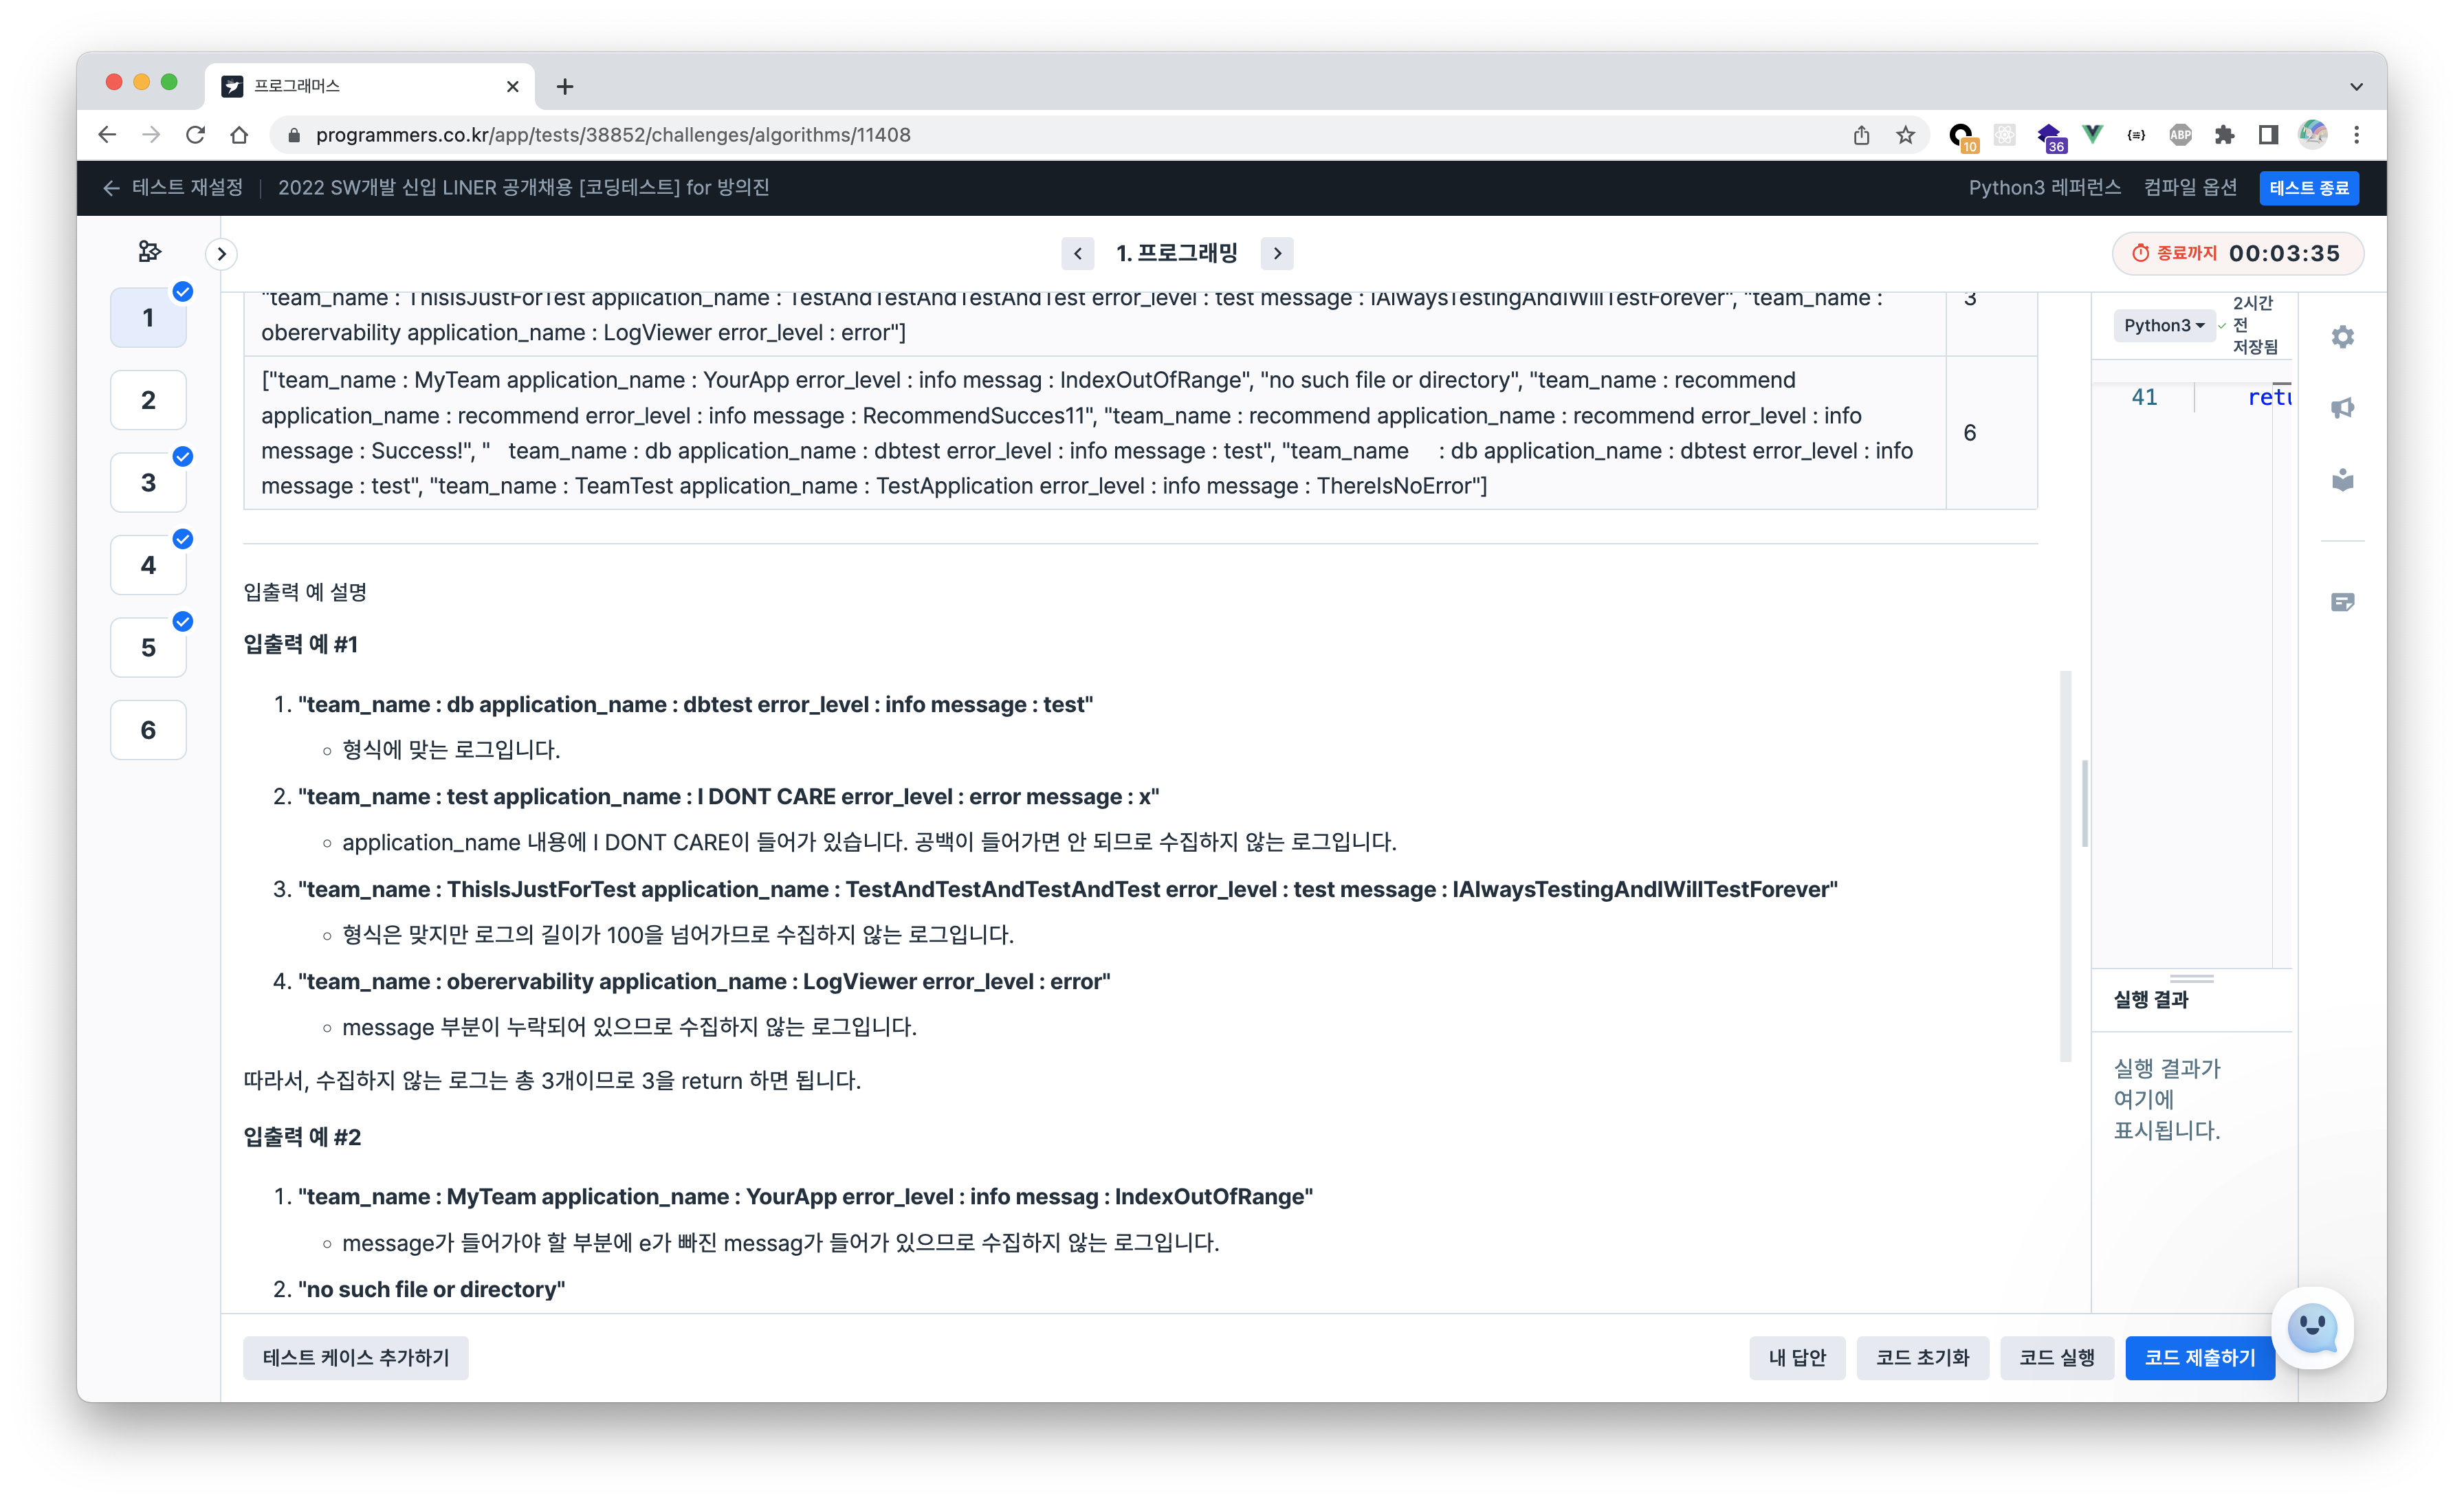 프로그래머스
programmers.co.kr/app/tests/38852/challenges/algorithms/11408
10
36
ABP
테스트 재설정
2022 SW개발 신입 LINER 공개채용 [코딩테스트] for 방의진
Python3 레퍼런스
컴파일 옵션
테스트 종료
1. 프로그래밍
종료까지 00:03:35
1
2
3
4
5
6
"team_name : ThisIsJustForTest application_name : TestAndTestAndTestAndTest error_level : test message : IAlwaysTestingAndIWillTestForever", "team_name :
oberervability application_name : LogViewer error_level : error"]
3
["team_name : MyTeam application_name : YourApp error_level : info messag : IndexOutOfRange", "no such file or directory", "team_name : recommend
application_name : recommend error_level : info message : RecommendSucces11", "team_name : recommend application_name : recommend error_level : info
message : Success!", "   team_name : db application_name : dbtest error_level : info message : test", "team_name     : db application_name : dbtest error_level : info
message : test", "team_name : TeamTest application_name : TestApplication error_level : info message : ThereIsNoError"]
6
입출력 예 설명
입출력 예 #1
1. "team_name : db application_name : dbtest error_level : info message : test"
형식에 맞는 로그입니다.
2. "team_name : test application_name : I DONT CARE error_level : error message : x"
application_name 내용에 I DONT CARE이 들어가 있습니다. 공백이 들어가면 안 되므로 수집하지 않는 로그입니다.
3. "team_name : ThisIsJustForTest application_name : TestAndTestAndTestAndTest error_level : test message : IAlwaysTestingAndIWillTestForever"
형식은 맞지만 로그의 길이가 100을 넘어가므로 수집하지 않는 로그입니다.
4. "team_name : oberervability application_name : LogViewer error_level : error"
message 부분이 누락되어 있으므로 수집하지 않는 로그입니다.
따라서, 수집하지 않는 로그는 총 3개이므로 3을 return 하면 됩니다.
입출력 예 #2
1. "team_name : MyTeam application_name : YourApp error_level : info messag : IndexOutOfRange"
message가 들어가야 할 부분에 e가 빠진 messag가 들어가 있으므로 수집하지 않는 로그입니다.
2. "no such file or directory"
Python3
2시간
전
저장됨
41 retu
실행 결과
실행 결과가
여기에
표시됩니다.
테스트 케이스 추가하기
내 답안
코드 초기화
코드 실행
코드 제출하기